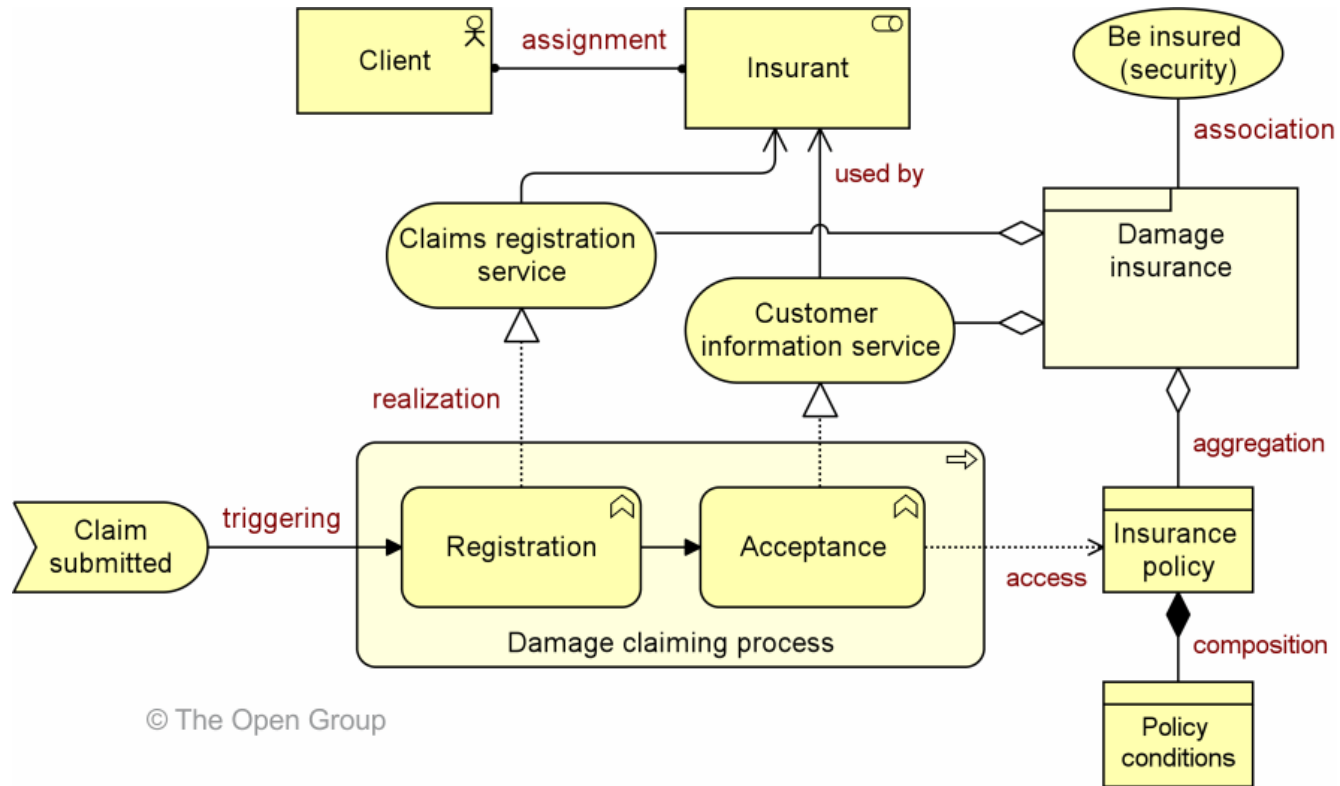 Client
assignment
Insurant
Be insured
(security)
association
used by
Claims registration
service
Damage
insurance
Customer
information service
realization
aggregation
Claim
submitted
triggering
Registration
Acceptance
access
Insurance
policy
Damage claiming process
composition
Policy
conditions
© The Open Group